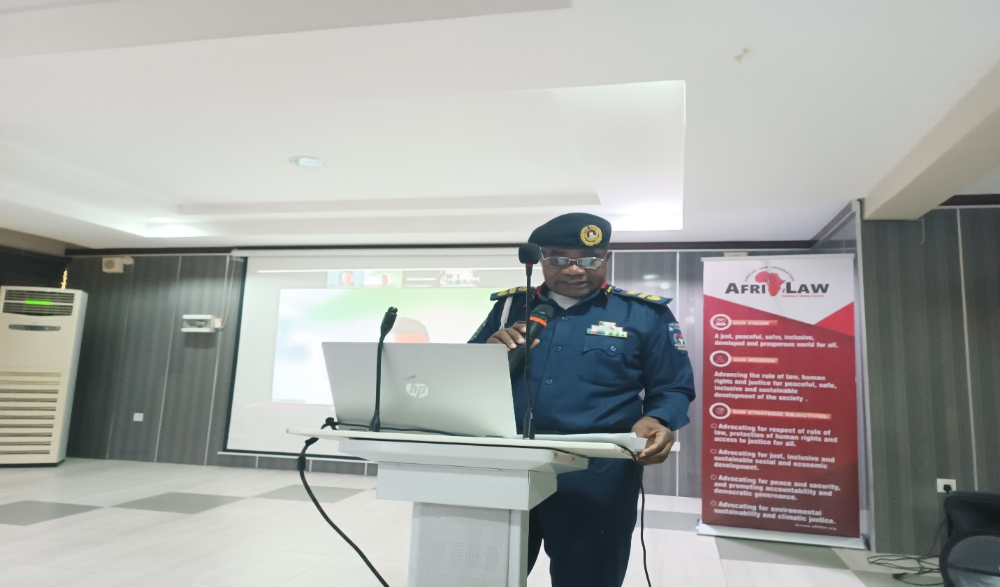 AFRICAN LAW FOUNDATION
AFRI LAW
OUR VISION
A just, peaceful, safer, inclusive,
developed and prosperous world for all.
OUR MISSION
Advancing the rule of law, human
rights and justice for peaceful, safe,
inclusive and sustainable
development of the society .
OUR STRATEGIC OBJECTIVES:
Advocating for respect of rule of
law, protection of human rights and
access to justice for all.
Advocating for just, inclusive and
sustainable social and economic
development.
Advocating for peace and security,
and promoting accountability and
democratic governance.
Advocating for environmental
sustainability and climatic justice.
hp